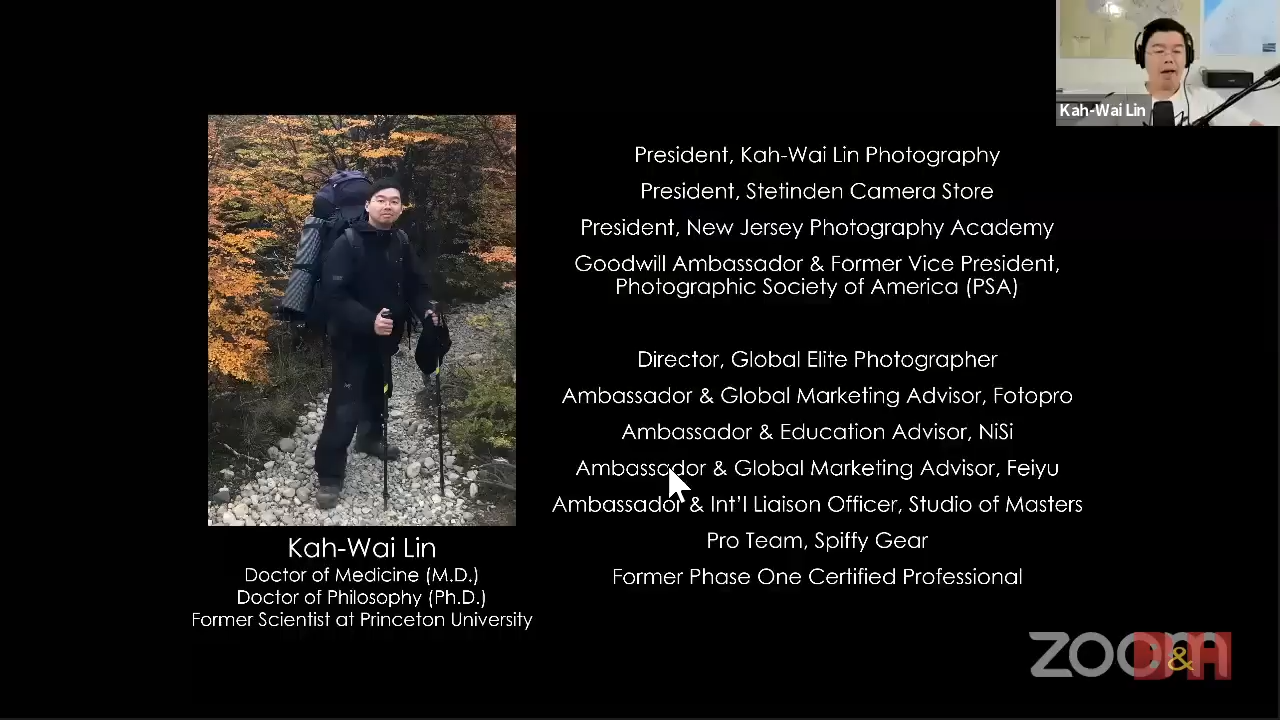 Kah-Wai Lin
President, Kah-Wai Lin Photography
President, Stetinden Camera Store
President, New Jersey Photography Academy
Goodwill Ambassador & Former Vice President,
Photographic Society of America (PSA)
Director, Global Elite Photographer
Ambassador & Global Marketing Advisor, Fotopro
Ambassador & Education Advisor, NiSi
Ambassador & Global Marketing Advisor, Feiyu
Ambassador & Int'l Liaison Officer, Studio of Masters
Pro Team, Spiffy Gear
Former Phase One Certified Professional
Kah-Wai Lin
Doctor of Medicine (M.D.)
Doctor of Philosophy (Ph.D.)
Former Scientist at Princeton University
zoom
B&H